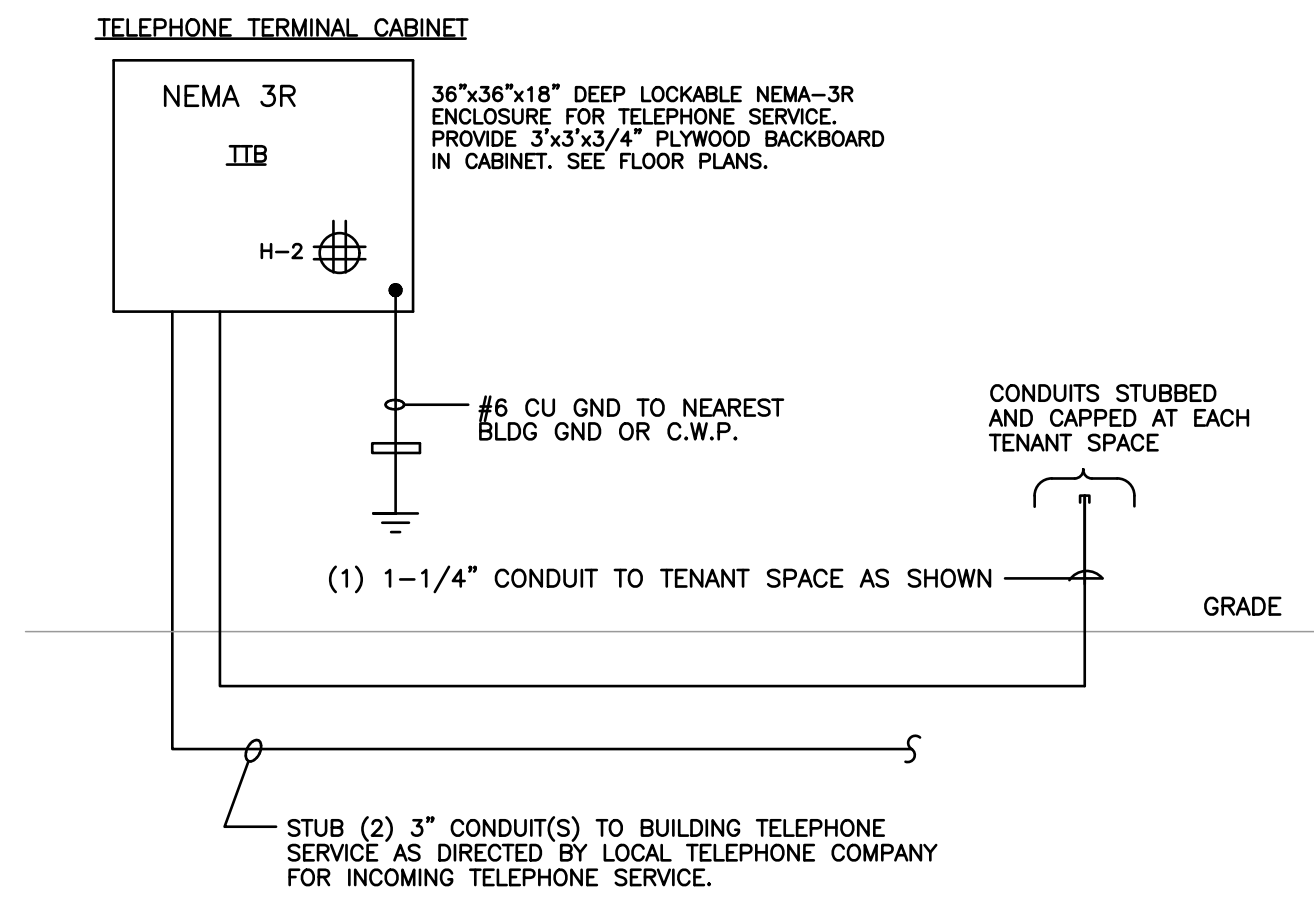 TELEPHONE TERMINAL CABINET
NEMA 3R
TTB
H-2
36"x36"x18" DEEP LOCKABLE NEMA-3R
ENCLOSURE FOR TELEPHONE SERVICE.
PROVIDE 3'x3'x3/4" PLYWOOD BACKBOARD
IN CABINET. SEE FLOOR PLANS.
#6 CU GND TO NEAREST
BLDG GND OR C.W.P.
CONDUITS STUBBED
AND CAPPED AT EACH
TENANT SPACE
(1) 1-1/4" CONDUIT TO TENANT SPACE AS SHOWN
GRADE
STUB (2) 3" CONDUIT(S) TO BUILDING TELEPHONE
SERVICE AS DIRECTED BY LOCAL TELEPHONE COMPANY
FOR INCOMING TELEPHONE SERVICE.